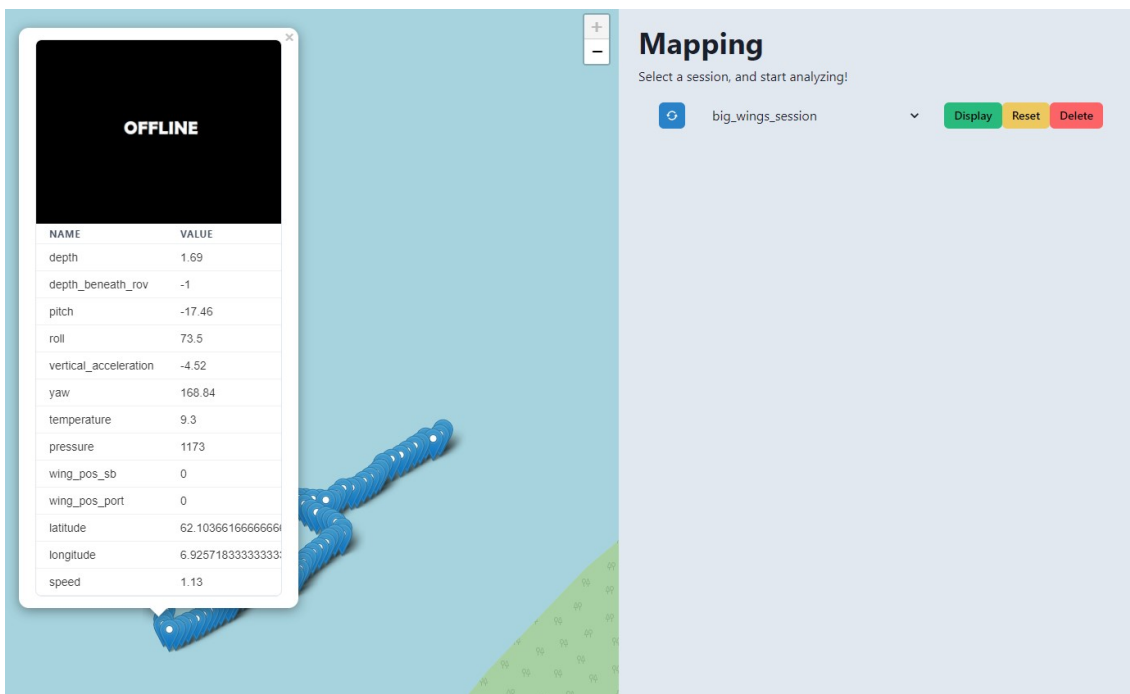 ×
OFFLINE
NAME VALUE
depth 1.69
depth_beneath_rov -1
pitch -17.46
roll 73.5
vertical_acceleration -4.52
yaw 168.84
temperature 9.3
pressure 1173
wing_pos_sb 0
wing_pos_port 0
latitude 62.1036616666666
longitude 6.925718333333333
speed 1.13
+
−
Mapping
Select a session, and start analyzing!
big_wings_session Display Reset Delete